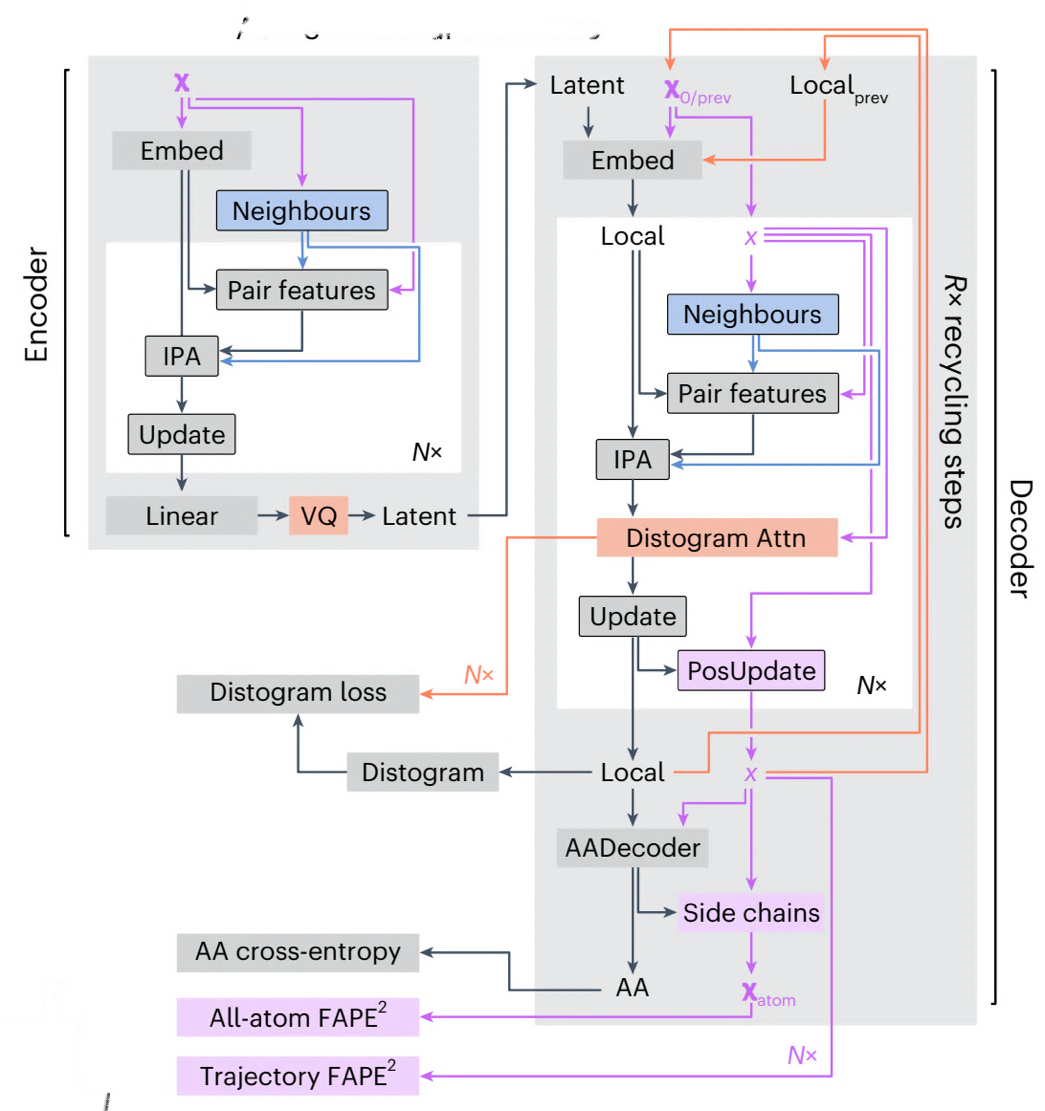 Encoder
x
Embed
Neighbours
Pair features
IPA
Update
N×
Linear
VQ
Latent
Latent
x0/prev
Localprev
Embed
Local
x
Neighbours
Pair features
IPA
Distogram Attn
Update
PosUpdate
N×
R× recycling steps
Decoder
N×
Distogram loss
Distogram
Local
x
AADecoder
Side chains
AA cross-entropy
AA
xatom
All-atom FAPE²
N×
Trajectory FAPE²